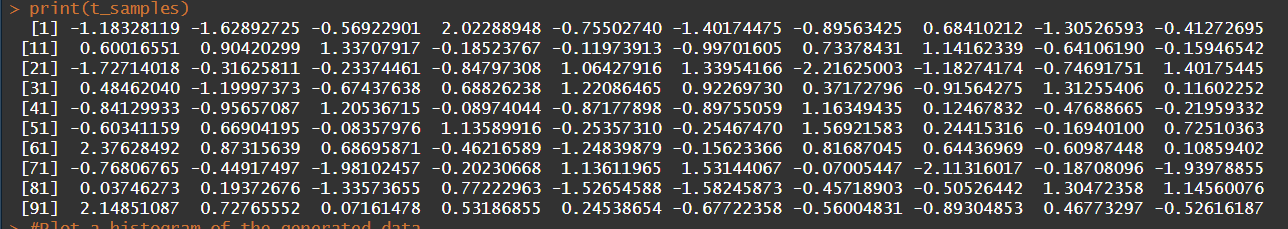 > print(t_samples)
[1] -1.18328119 -1.62892725 -0.56922901 2.02288948 -0.75502740 -1.40174475 -0.89563425 0.68410212 -1.30526593 -0.41272695
[11] 0.60016551 0.90420299 1.33707917 -0.18523767 -0.11973913 -0.99701605 0.73378431 1.14162339 -0.64106190 -0.15946542
[21] -1.72714018 -0.31625811 -0.23374461 -0.84797308 1.06427916 1.33954166 -2.21625003 -1.18274174 -0.74691751 1.40175445
[31] 0.48462040 -1.19997373 -0.67437638 0.68826238 1.22086465 0.92269730 0.37172796 -0.91564275 1.31255406 0.11602252
[41] -0.84129933 -0.95657087 1.20536715 -0.08974044 -0.87177898 -0.89755059 1.16349435 0.12467832 -0.47688665 -0.21959332
[51] -0.60341159 0.66904195 -0.08357976 1.13589916 -0.25357310 -0.25467470 1.56921583 0.24415316 -0.16940100 0.72510363
[61] 2.37628492 0.87315639 0.68695871 -0.46216589 -1.24839879 -0.15623366 0.81687045 0.64436969 -0.60987448 0.10859402
[71] -0.76806765 -0.44917497 -1.98102457 -0.20230668 1.13611965 1.53144067 -0.07005447 -2.11316017 -0.18708096 -1.93978855
[81] 0.03746273 0.19372676 -1.33573655 0.77222963 -1.52654588 -1.58245873 -0.45718903 -0.50526442 1.30472358 1.14560076
[91] 2.14851087 0.72765552 0.07161478 0.53186855 0.24538654 -0.67722358 -0.56004831 -0.89304853 0.46773297 -0.52616187
> #Plot a histogram of the generated data